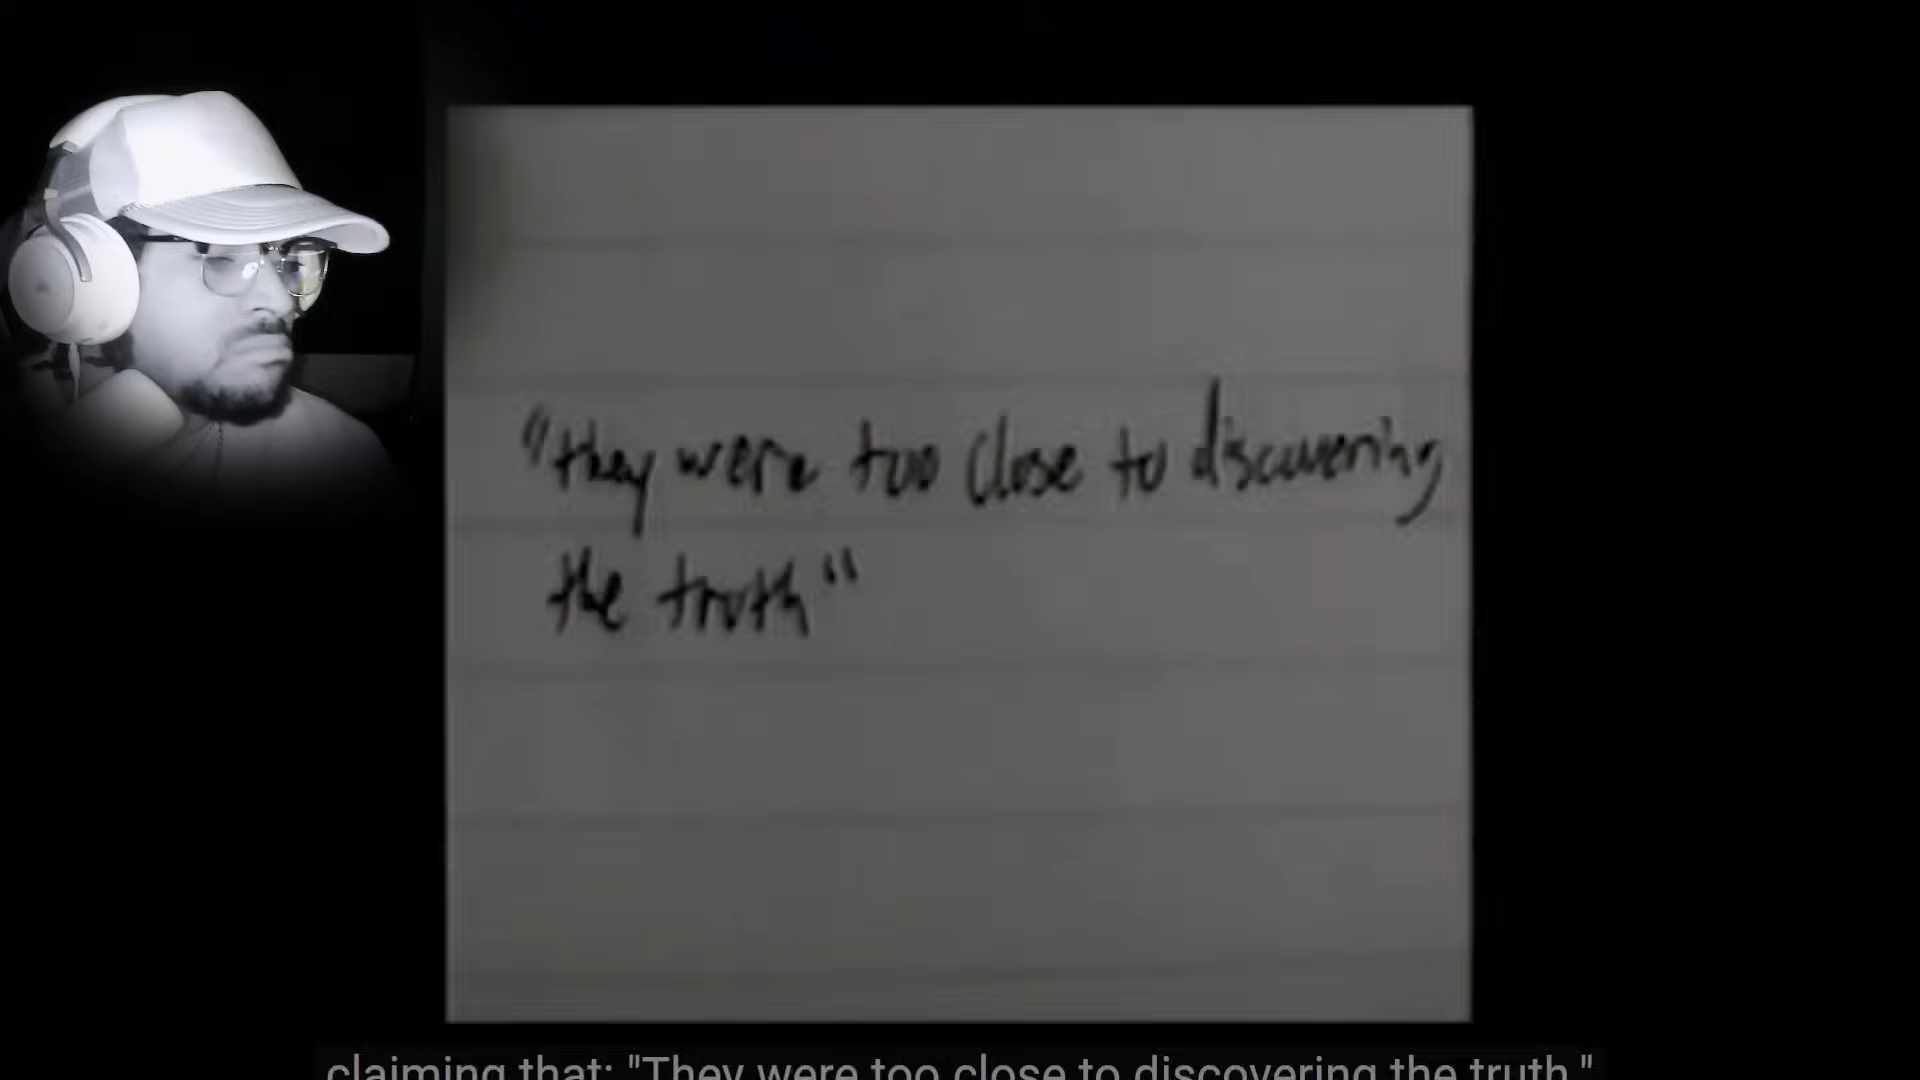 "they were too close to discovering
the truth"
claiming that: "They were too close to discovering the truth."